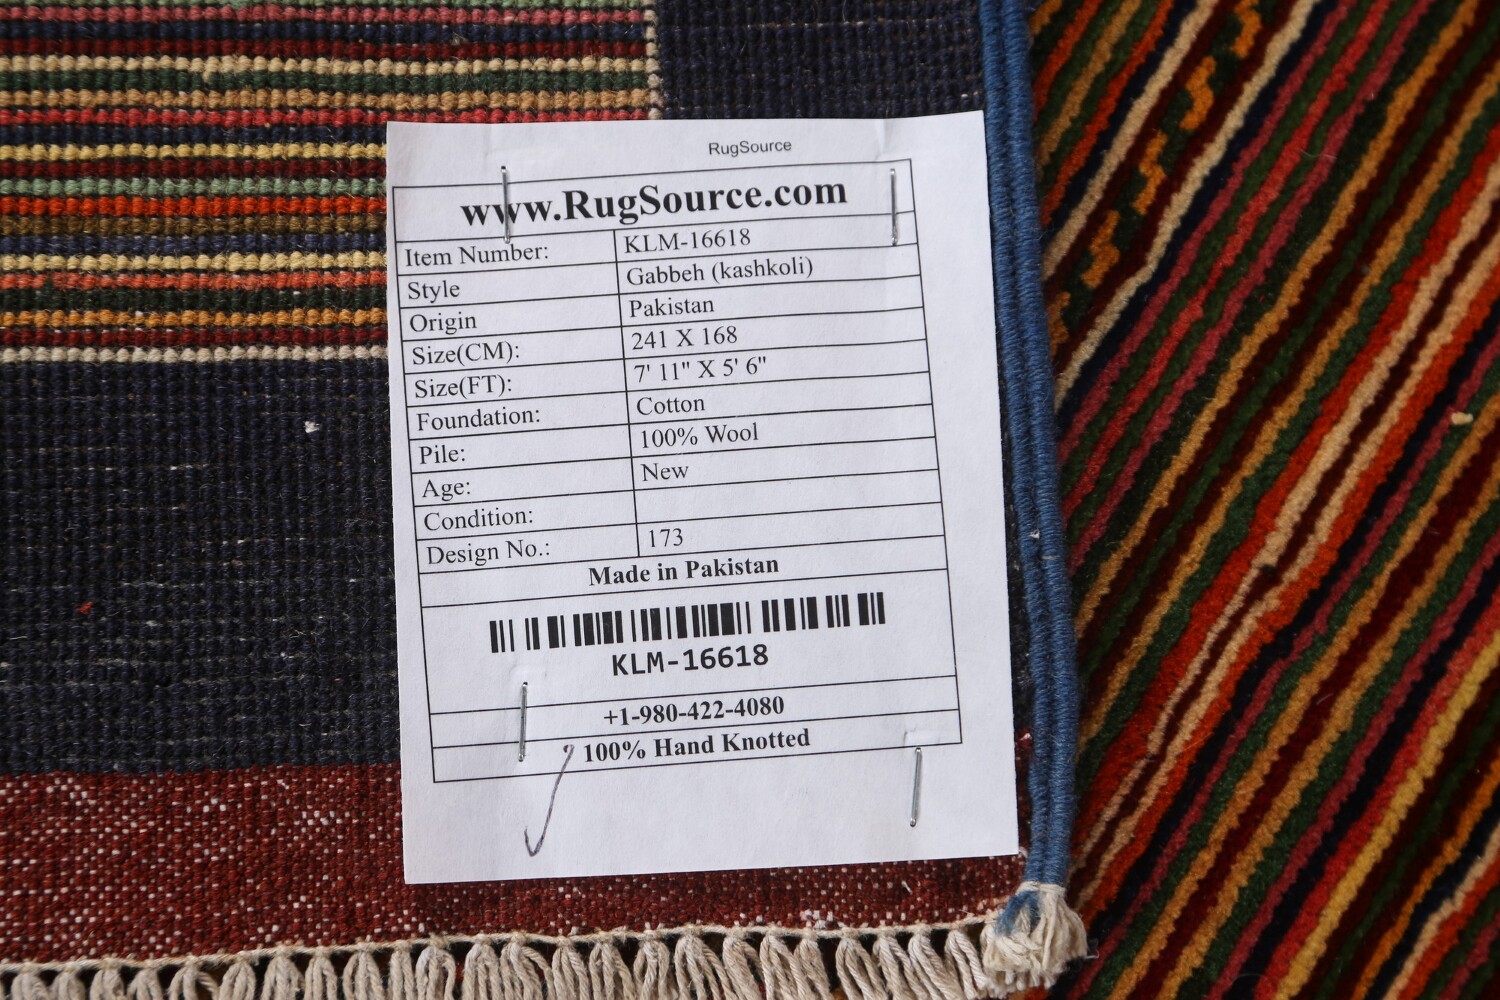 RugSource
www.RugSource.com
Item Number: KLM-16618
Style Gabbeh (kashkoli)
Origin Pakistan
Size(CM): 241 X 168
Size(FT): 7' 11" X 5' 6"
Foundation: Cotton
Pile: 100% Wool
Age: New
Condition:
Design No.: 173
Made in Pakistan
KLM-16618
+1-980-422-4080
100% Hand Knotted